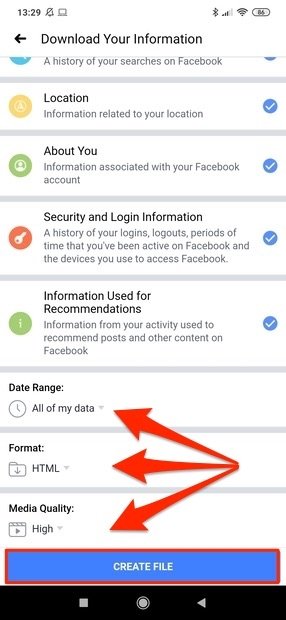 13:29
86
Download Your Information
A history of your searches on Facebook
Location
Information related to your location
About You
Information associated with your Facebook
account
Security and Login Information
A history of your logins, logouts, periods of
time that you've been active on Facebook and
the devices you use to access Facebook.
Information Used for
Recommendations
Information from your activity used to
recommend posts and other content on
Facebook
Date Range:
All of my data
Format:
HTML
Media Quality:
High
CREATE FILE